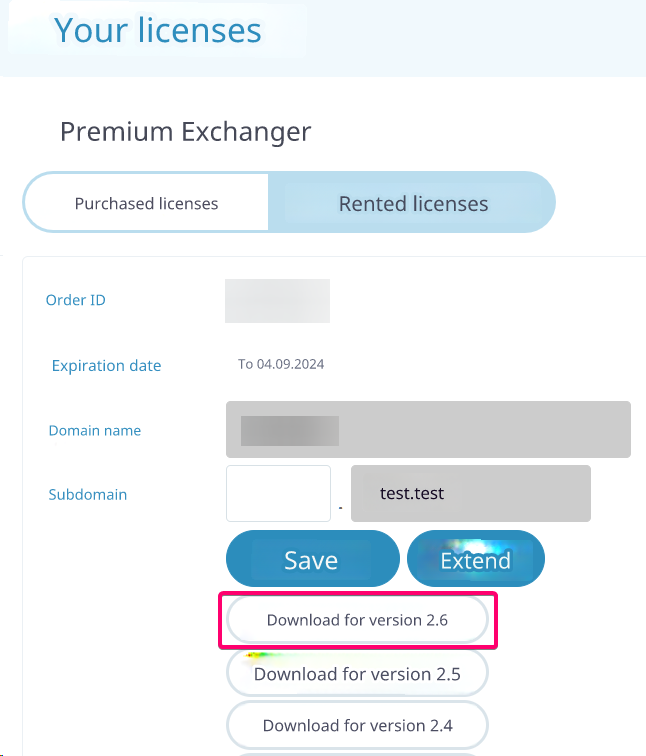 Your licenses
Premium Exchanger
Purchased licenses
Rented licenses
Order ID
Expiration date
To 04.09.2024
Domain name
Subdomain
. test.test
Save
Extend
Download for version 2.6
Download for version 2.5
Download for version 2.4